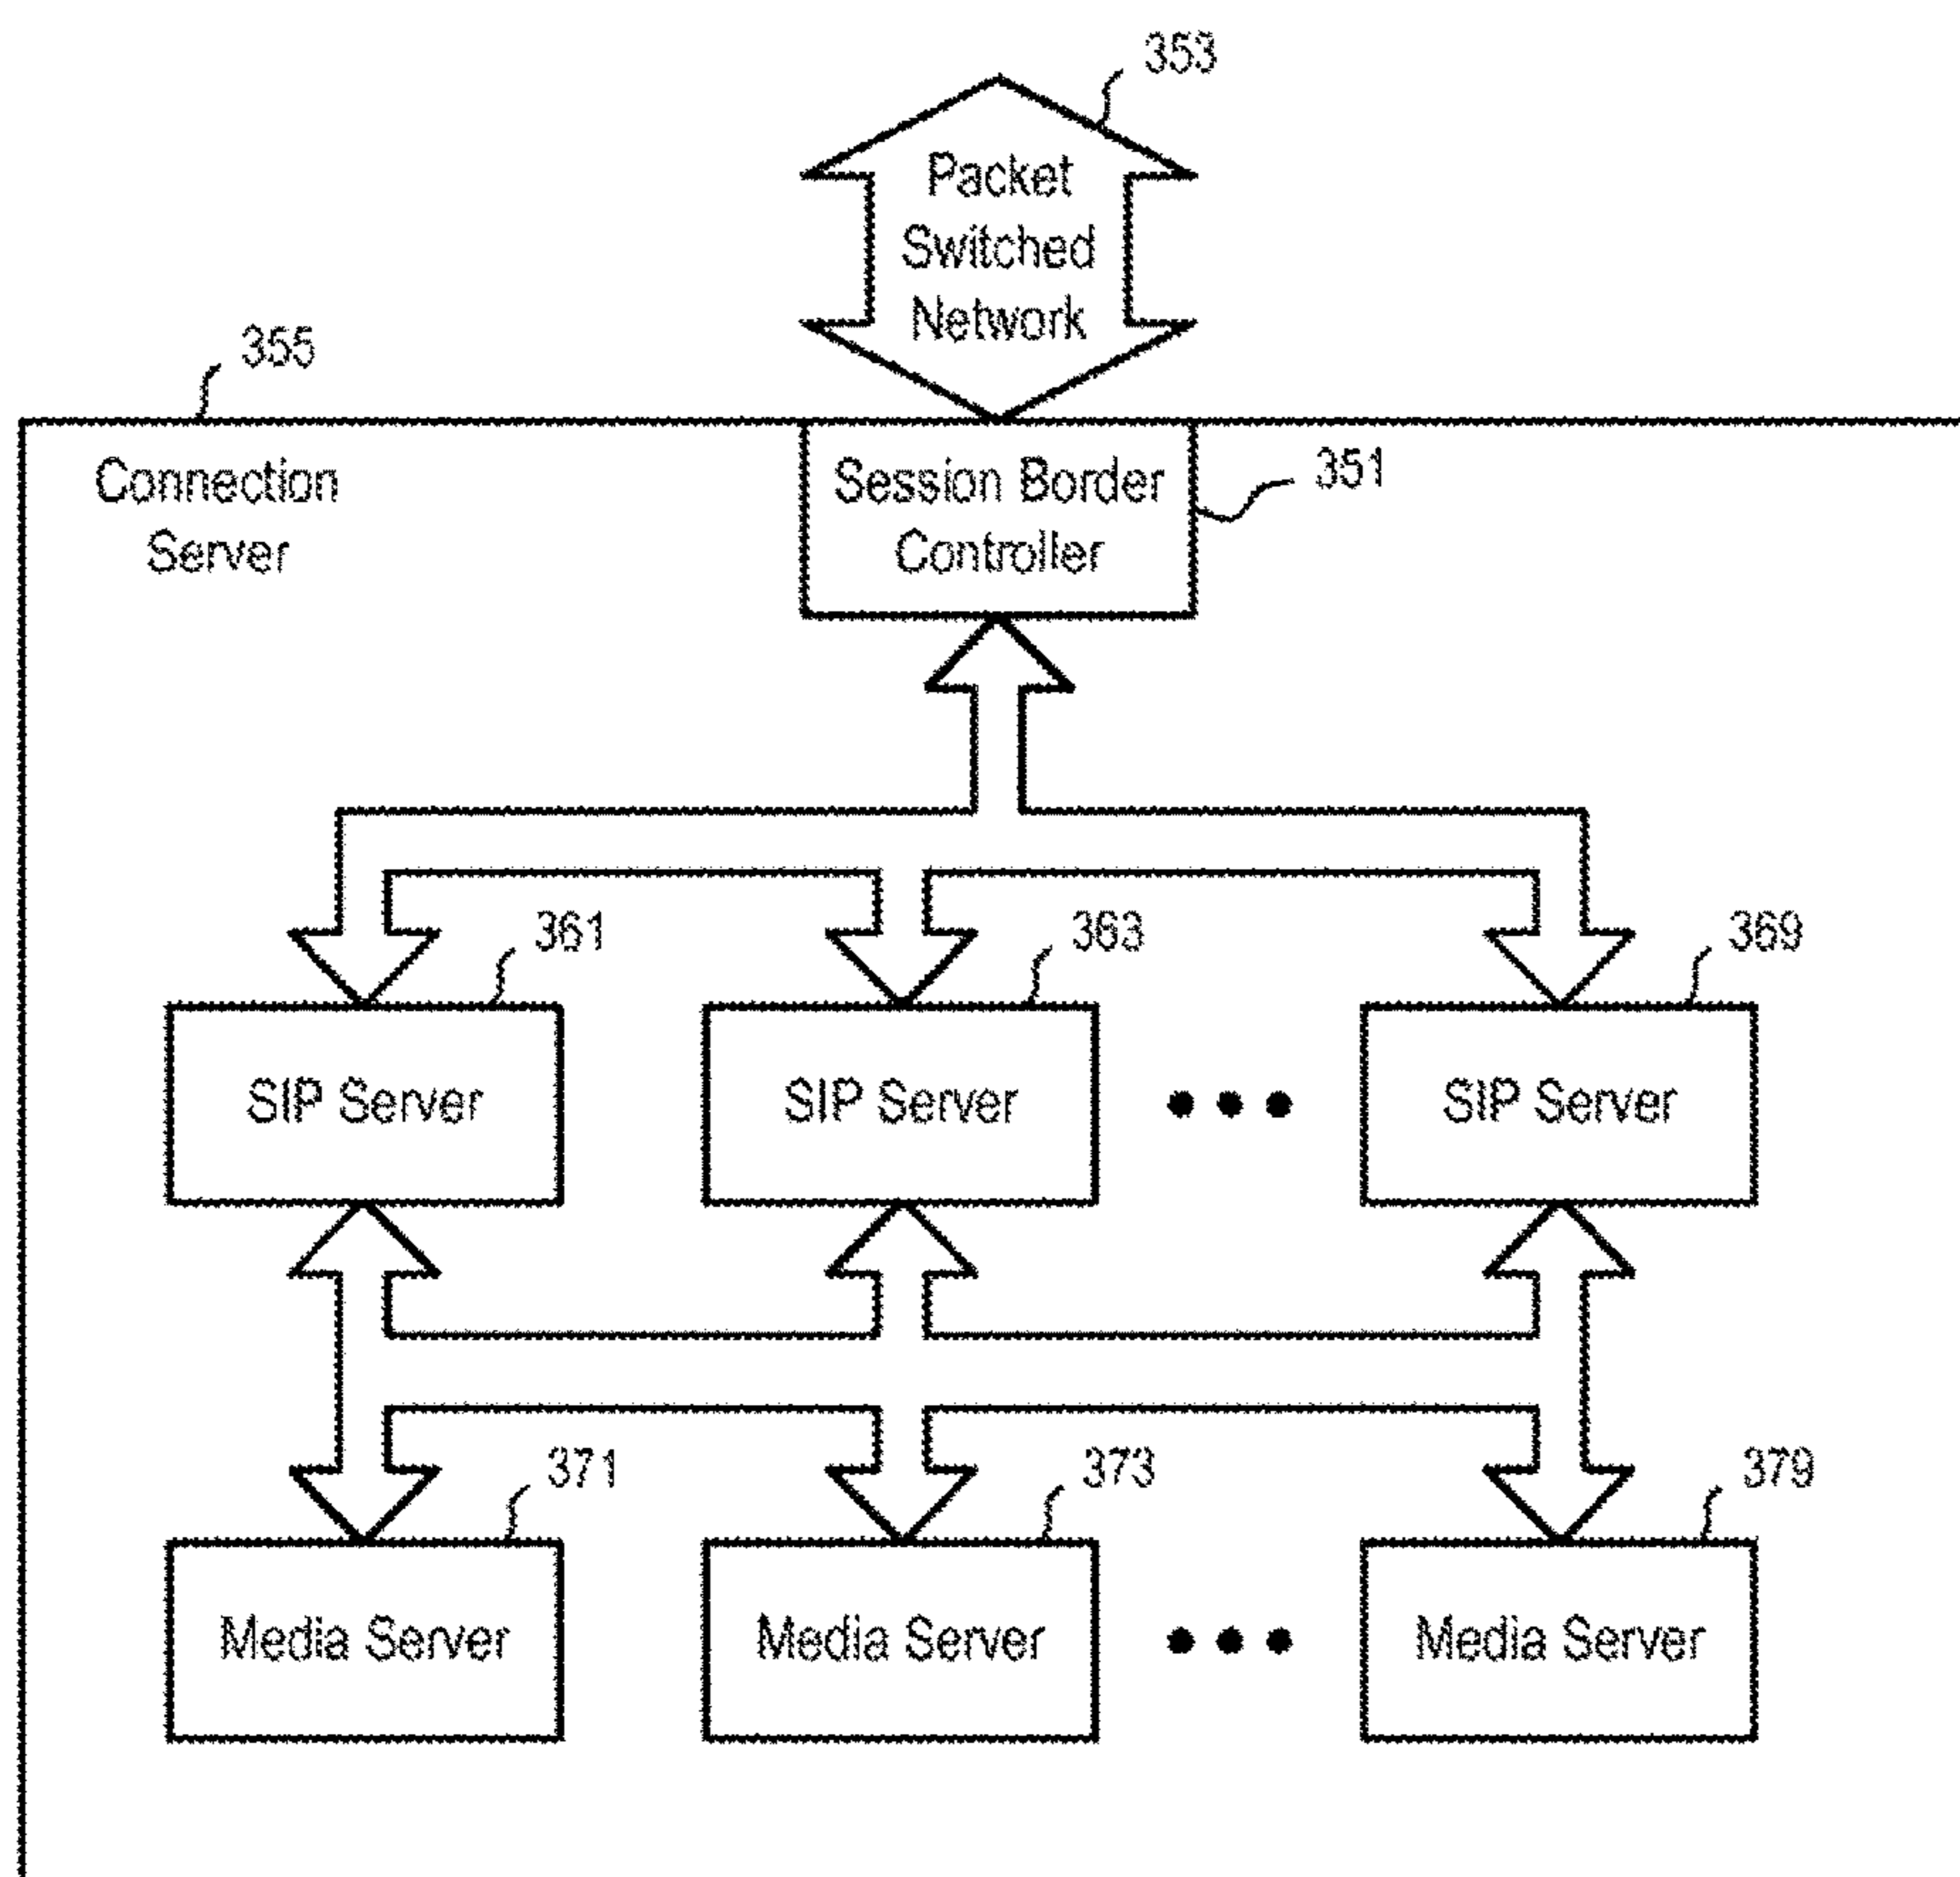 353
Packet
Switched
Network
355
Connection
Server
Session Border
Controller
351
361
363
369
SIP Server
SIP Server
SIP Server
371
373
379
Media Server
Media Server
Media Server